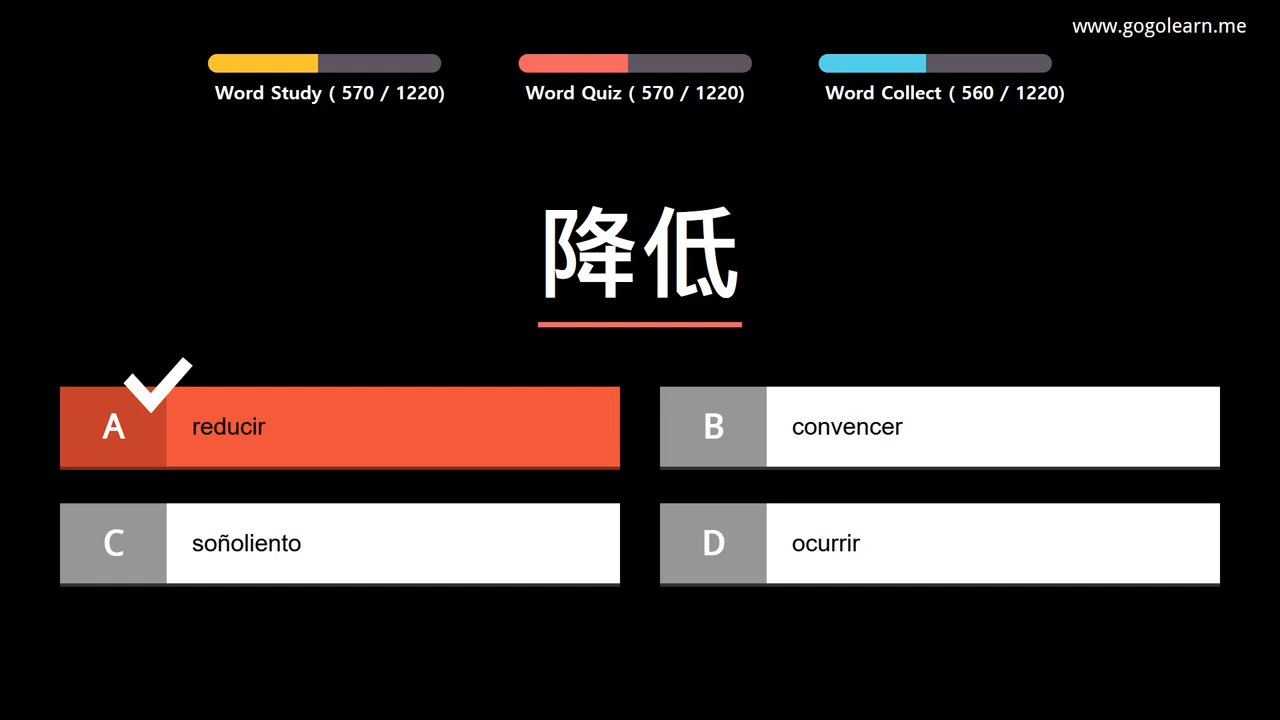 www.gogolearn.me
Word Study ( 570 / 1220)
Word Quiz ( 570 / 1220)
Word Collect ( 560 / 1220)
降低
A
reducir
B
convencer
C
soñoliento
D
ocurrir